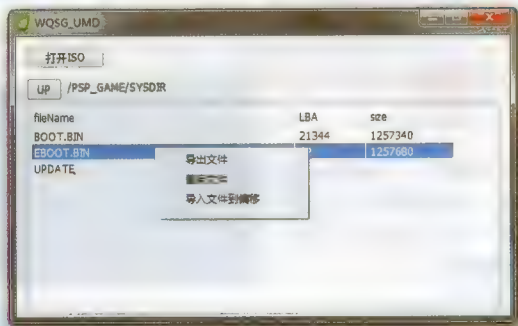 WQSG_UMD
打开ISO
UP /PSP_GAME/SYSDIR
fileName LBA size
BOOT.BIN 21344 1257340
EBOOT.BIN 1257680
UPDATE
导出文件
导入文件到偏移